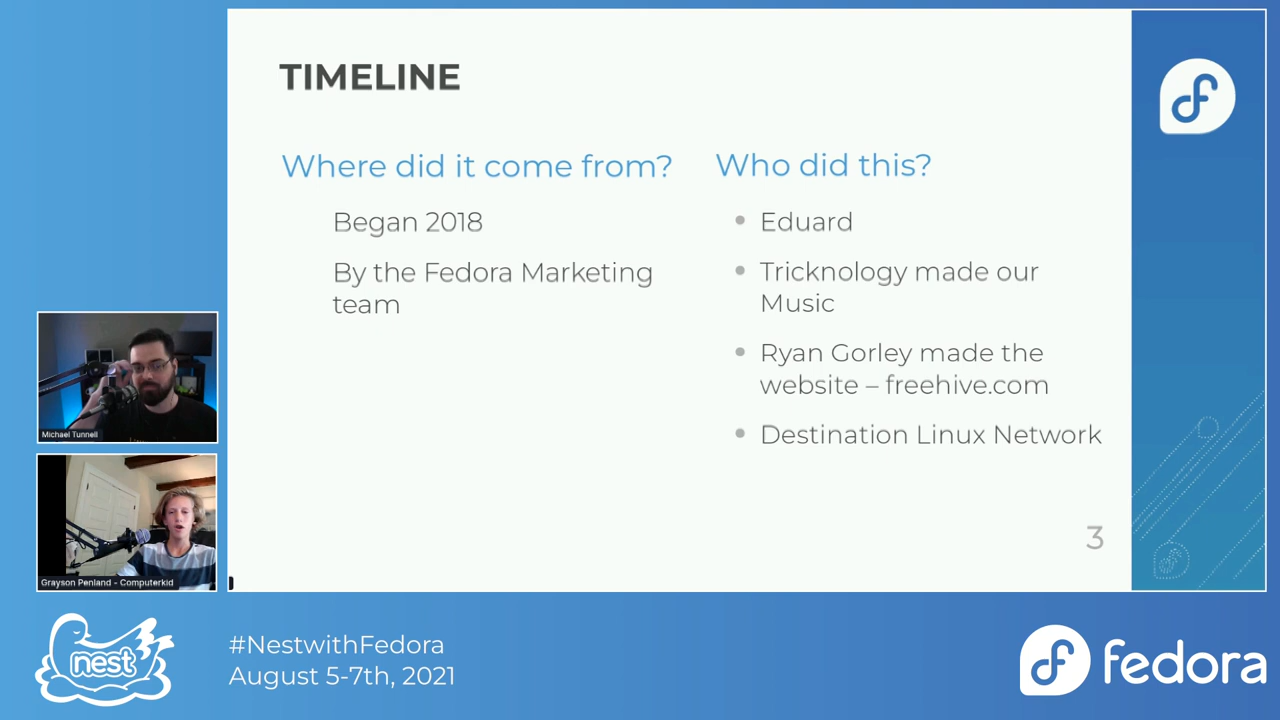 TIMELINE
Where did it come from?
Began 2018
By the Fedora Marketing
team
Who did this?
Eduard
Tricknology made our
Music
Ryan Gorley made the
website – freehive.com
Destination Linux Network
3
Michael Tunnell
Grayson Penland - Computerkid
nest
#NestwithFedora
August 5-7th, 2021
fedora